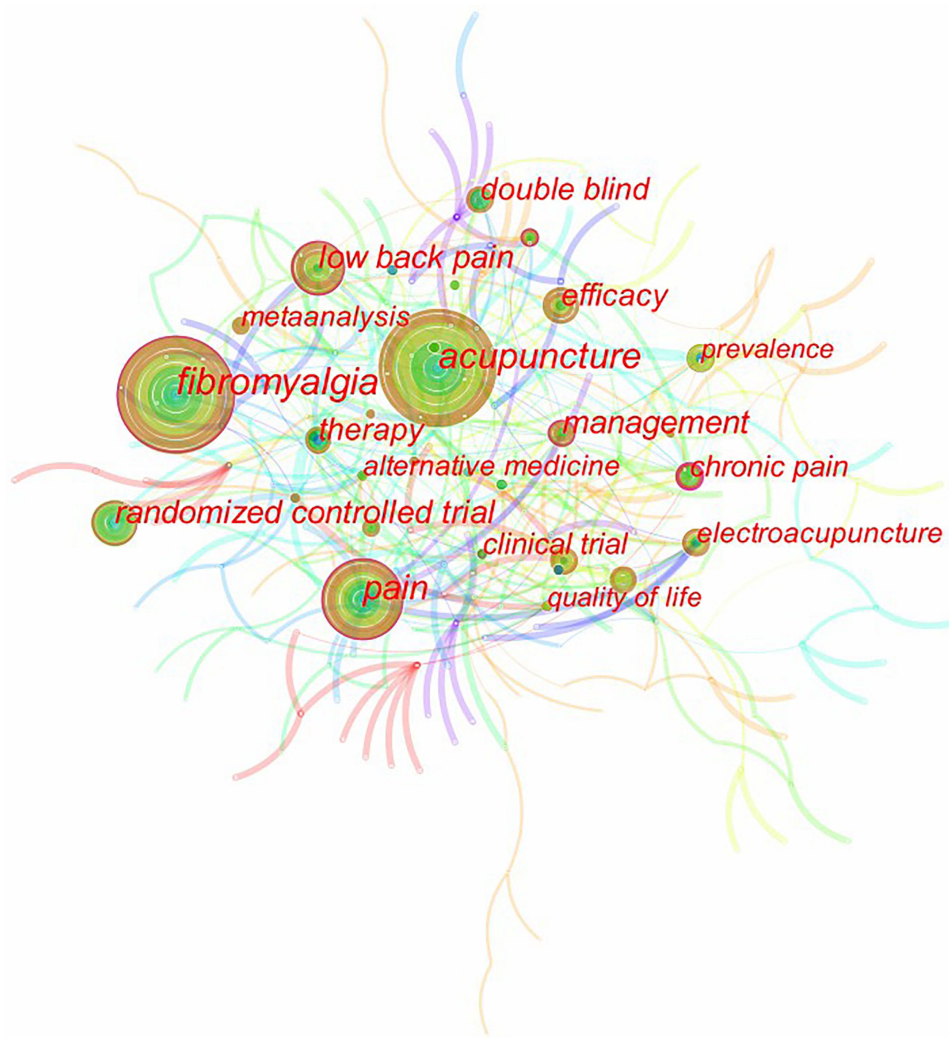 double blind
low back pain
efficacy
metaanalysis
prevalence
acupuncture
fibromyalgia
management
therapy
alternative medicine
chronic pain
randomized controlled trial
electroacupuncture
clinical trial
pain
quality of life